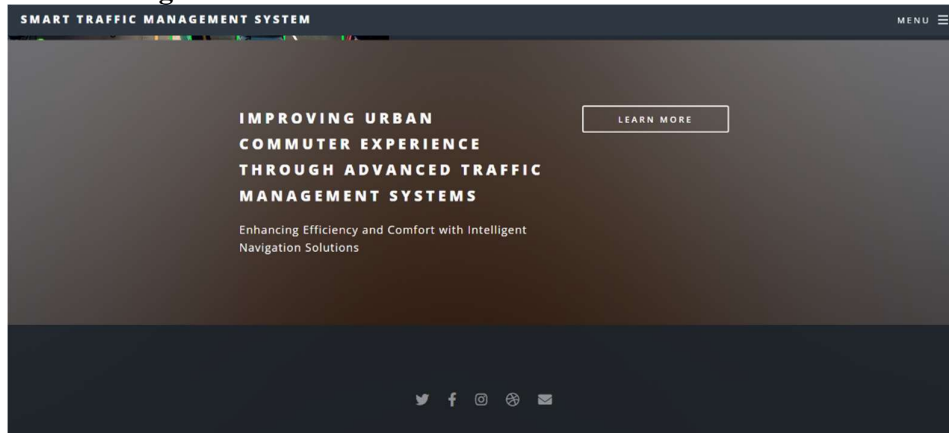 SMART TRAFFIC MANAGEMENT SYSTEM
MENU
IMPROVING URBAN
COMMUTER EXPERIENCE
THROUGH ADVANCED TRAFFIC
MANAGEMENT SYSTEMS
LEARN MORE
Enhancing Efficiency and Comfort with Intelligent
Navigation Solutions